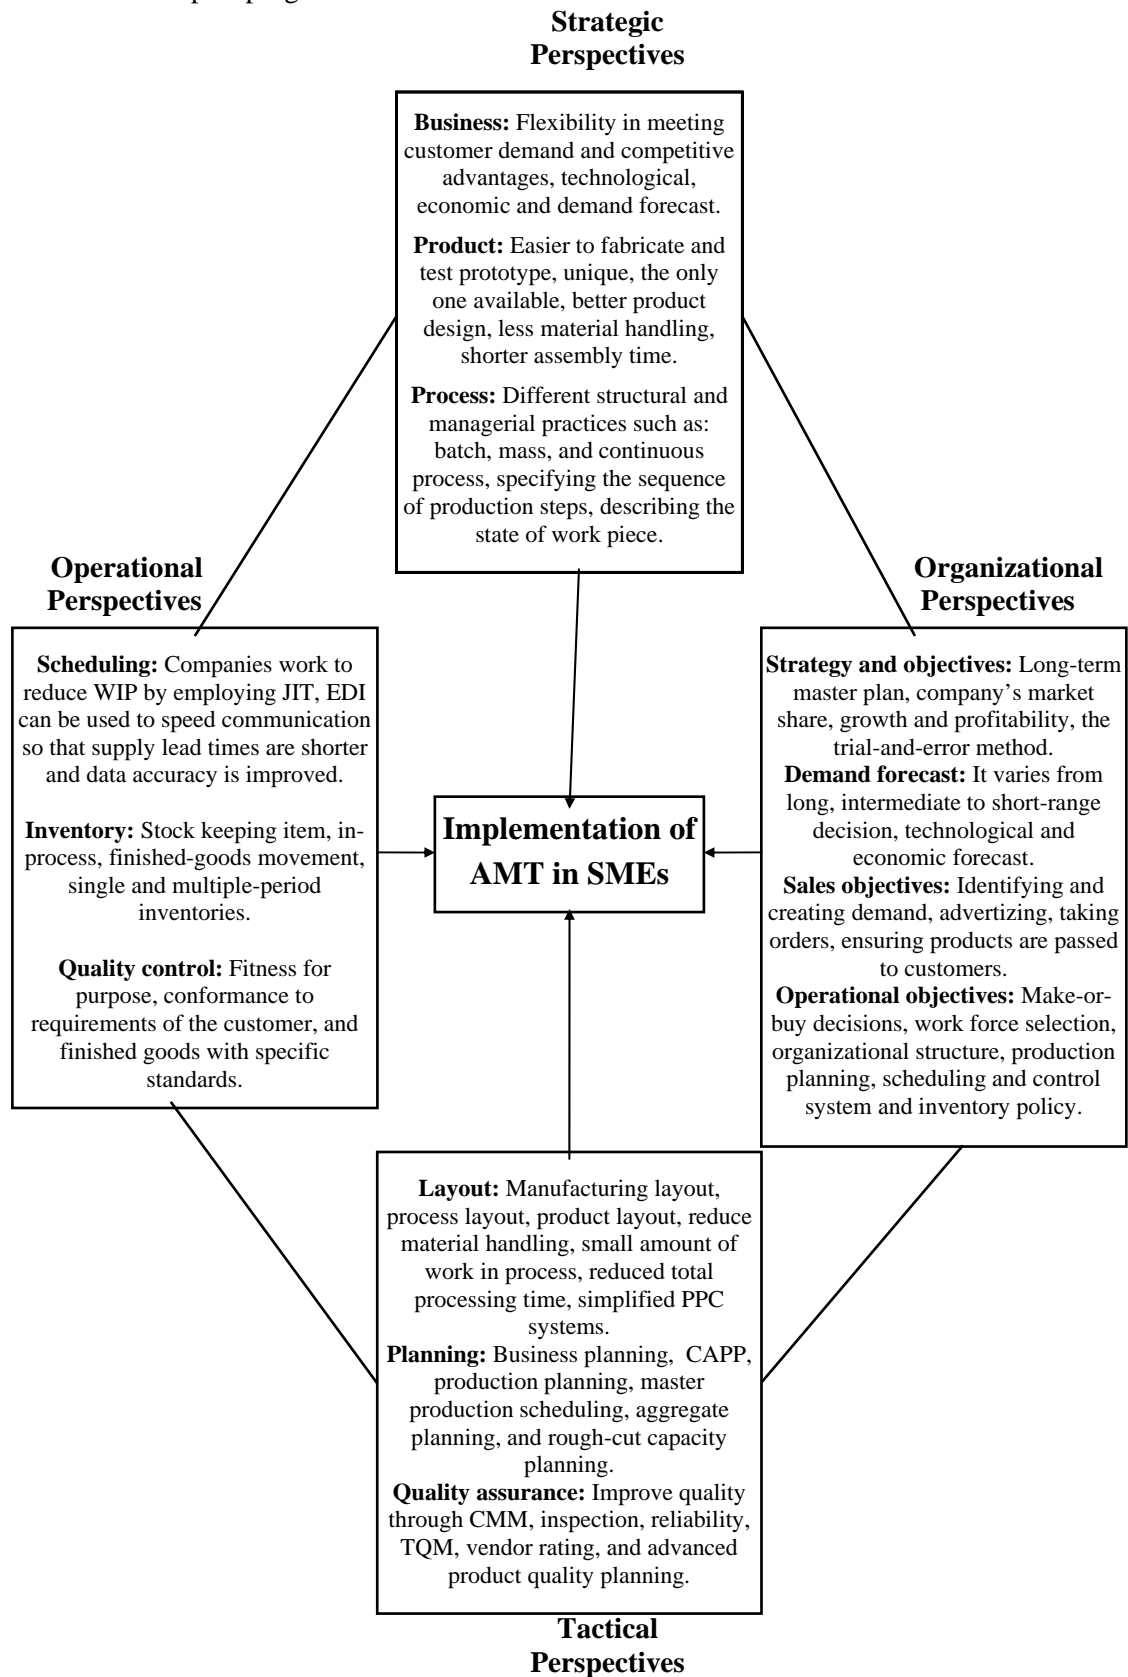 Strategic
Perspectives
Business: Flexibility in meeting
customer demand and competitive
advantages, technological,
economic and demand forecast.
Product: Easier to fabricate and
test prototype, unique, the only
one available, better product
design, less material handling,
shorter assembly time.
Process: Different structural and
managerial practices such as:
batch, mass, and continuous
process, specifying the sequence
of production steps, describing the
state of work piece.
Operational
Perspectives
Scheduling: Companies work to
reduce WIP by employing JIT, EDI
can be used to speed communication
so that supply lead times are shorter
and data accuracy is improved.
Inventory: Stock keeping item, in-
process, finished-goods movement,
single and multiple-period
inventories.
Quality control: Fitness for
purpose, conformance to
requirements of the customer, and
finished goods with specific
standards.
Implementation of
AMT in SMEs
Organizational
Perspectives
Strategy and objectives: Long-term
master plan, company’s market
share, growth and profitability, the
trial-and-error method.
Demand forecast: It varies from
long, intermediate to short-range
decision, technological and
economic forecast.
Sales objectives: Identifying and
creating demand, advertizing, taking
orders, ensuring products are passed
to customers.
Operational objectives: Make-or-
buy decisions, work force selection,
organizational structure, production
planning, scheduling and control
system and inventory policy.
Layout: Manufacturing layout,
process layout, product layout, reduce
material handling, small amount of
work in process, reduced total
processing time, simplified PPC
systems.
Planning: Business planning, CAPP,
production planning, master
production scheduling, aggregate
planning, and rough-cut capacity
planning.
Quality assurance: Improve quality
through CMM, inspection, reliability,
TQM, vendor rating, and advanced
product quality planning.
Tactical
Perspectives